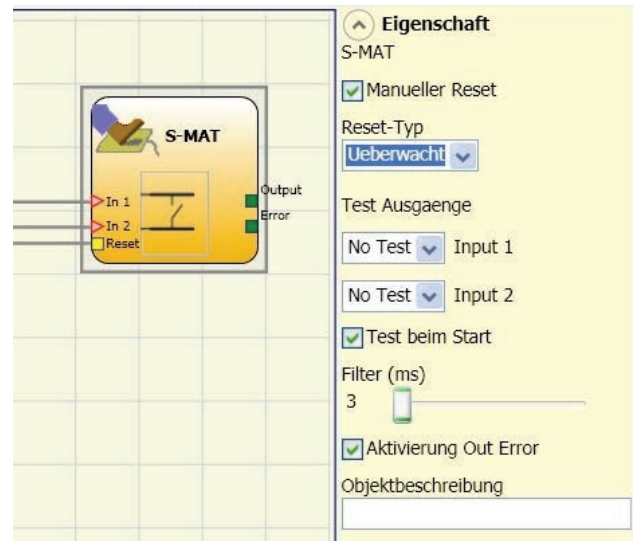 S-MAT
In 1
In 2
Reset
Output
Error
Eigenschaft
S-MAT
Manueller Reset
Reset-Typ
Ueberwacht
Test Ausgaenge
No Test Input 1
No Test Input 2
Test beim Start
Filter (ms)
3
Aktivierung Out Error
Objektbeschreibung